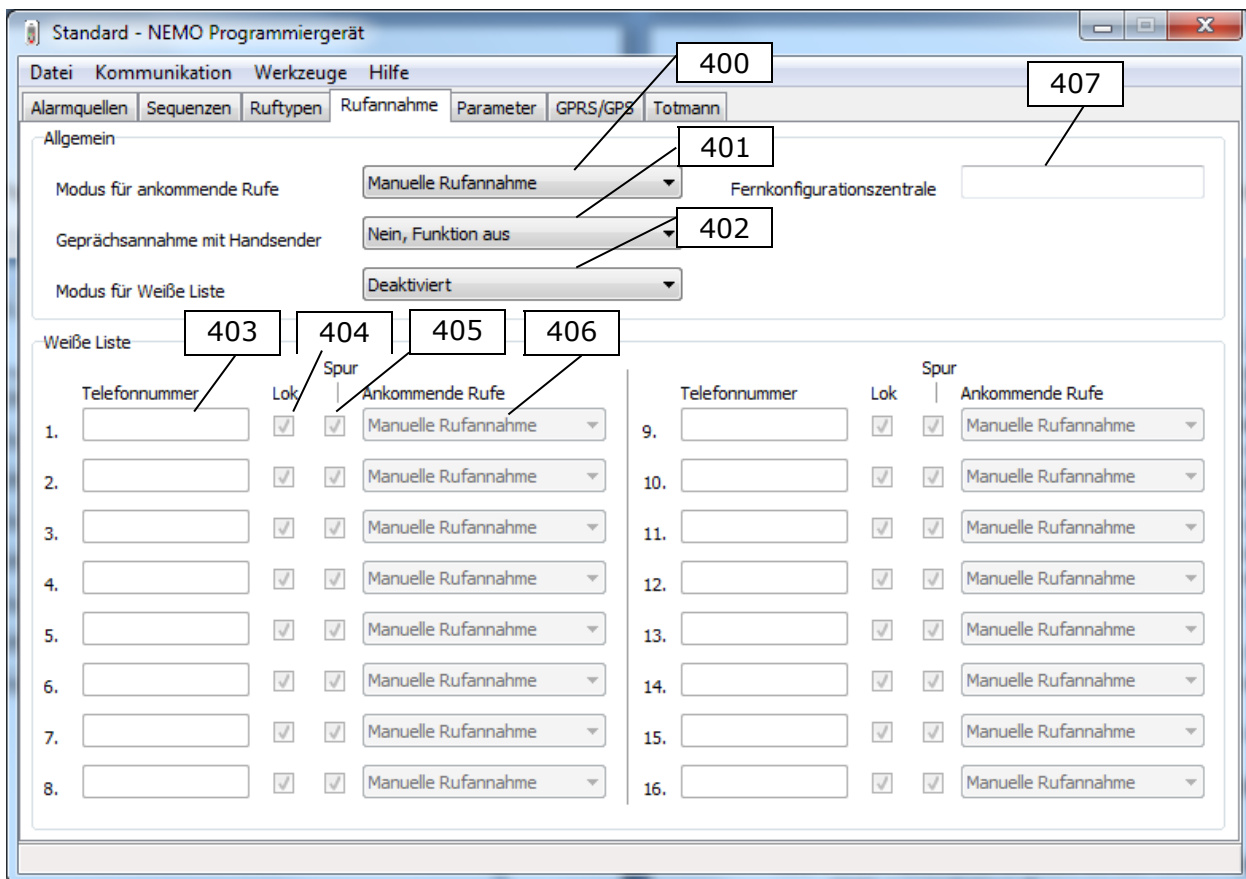 Standard - NEMO Programmiergerät
Datei Kommunikation Werkzeuge Hilfe
400
407
Alarmquellen Sequenzen Ruftypen Rufannahme Parameter GPRS/GPS Totmann
Allgemein
401
Modus für ankommende Rufe Manuelle Rufannahme Fernkonfigurationszentrale
402
Geprächsannahme mit Handsender Nein, Funktion aus
Modus für Weiße Liste Deaktiviert
403 404 405 406
Weiße Liste
Spur Spur
Telefonnummer Lok Ankommende Rufe Telefonnummer Lok Ankommende Rufe
1. Manuelle Rufannahme 9. Manuelle Rufannahme
2. Manuelle Rufannahme 10. Manuelle Rufannahme
3. Manuelle Rufannahme 11. Manuelle Rufannahme
4. Manuelle Rufannahme 12. Manuelle Rufannahme
5. Manuelle Rufannahme 13. Manuelle Rufannahme
6. Manuelle Rufannahme 14. Manuelle Rufannahme
7. Manuelle Rufannahme 15. Manuelle Rufannahme
8. Manuelle Rufannahme 16. Manuelle Rufannahme